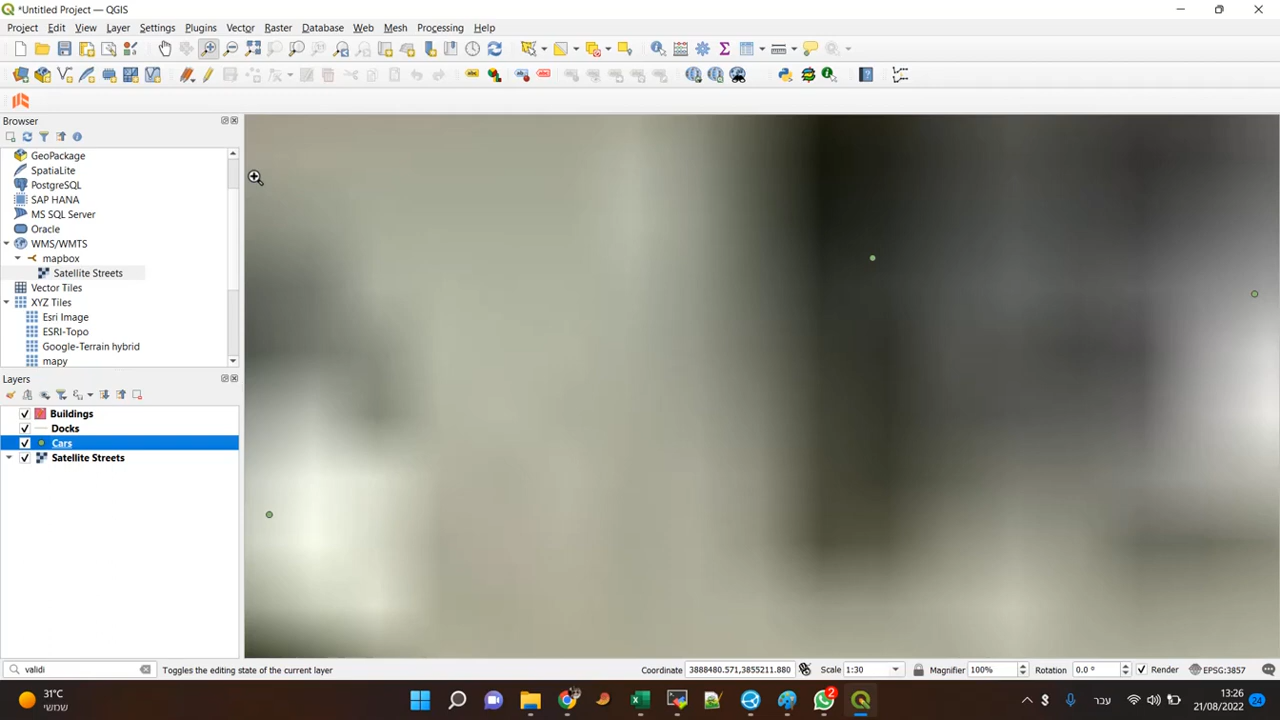 *Untitled Project — QGIS
Project Edit View Layer Settings Plugins Vector Raster Database Web Mesh Processing Help
Browser
GeoPackage
SpatiaLite
PostgreSQL
SAP HANA
MS SQL Server
Oracle
WMS/WMTS
mapbox
Satellite Streets
Vector Tiles
XYZ Tiles
Esri Image
ESRI-Topo
Google-Terrain hybrid
mapy
Layers
Buildings
Docks
Cars
Satellite Streets
validi Toggles the editing state of the current layer Coordinate 3888480.571,3855211.880 Scale 1:30 Magnifier 100% Rotation 0.0 ° Render EPSG:3857
31°C
שמשי
2
עבר
13:26
21/08/2022
24